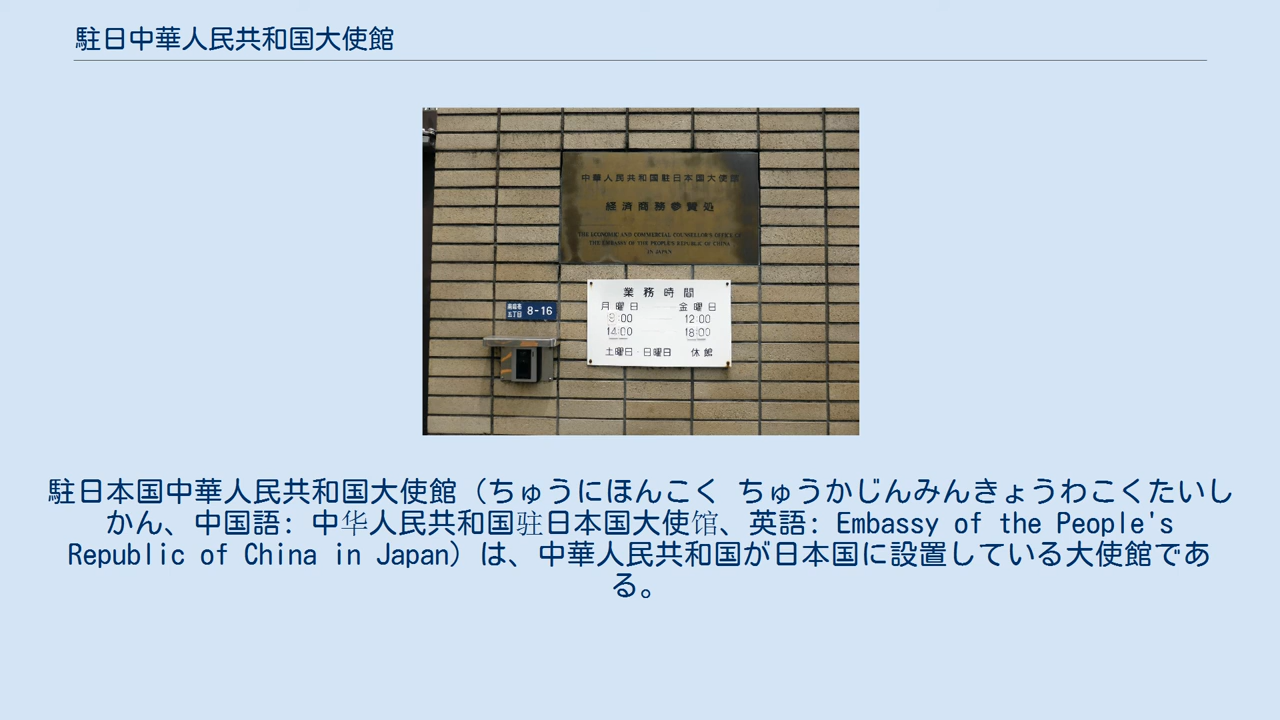 駐日中華人民共和国大使館
中華人民共和国駐日本国大使館
経済商務参賛処
THE ECONOMIC AND COMMERCIAL COUNSELLOR'S OFFICE OF
THE EMBASSY OF THE PEOPLE'S REPUBLIC OF CHINA
IN JAPAN
業務時間
月曜日 金曜日
9:00 12:00
14:00 18:00
土曜日・日曜日 休館
五丁目 8-16
駐日本国中華人民共和国大使館（ちゅうにほんこく ちゅうかじんみんきょうわこくたいし
かん、中国語: 中华人民共和国驻日本国大使馆、英語: Embassy of the People's
Republic of China in Japan）は、中華人民共和国が日本国に設置している大使館であ
る。